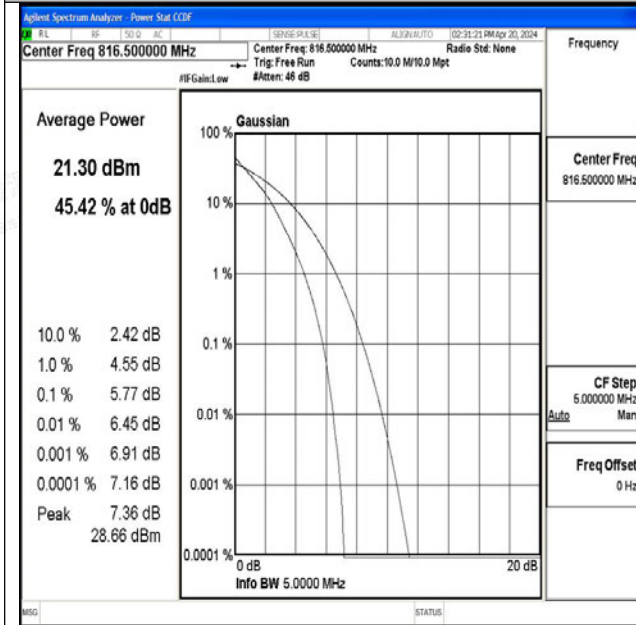 Agilent Spectrum Analyzer - Power Stat CCDF
RL RF 50 Ω AC SENSE:PULSE ALIGNAUTO 02:31:21 PM Apr 20, 2024
Center Freq 816.500000 MHz
Center Freq: 816.500000 MHz Radio Std: None
Trig: Free Run Counts:10.0 M/10.0 Mpt
#IFGain:Low #Atten: 46 dB
Frequency
Average Power
21.30 dBm
45.42 % at 0dB
10.0 % 2.42 dB
1.0 % 4.55 dB
0.1 % 5.77 dB
0.01 % 6.45 dB
0.001 % 6.91 dB
0.0001 % 7.16 dB
Peak 7.36 dB
28.66 dBm
Gaussian
100 %
10 %
1 %
0.1 %
0.01 %
0.001 %
0.0001 %
0 dB 20 dB
Info BW 5.0000 MHz
Center Freq
816.500000 MHz
CF Step
5.000000 MHz
Auto Man
Freq Offset
0 Hz
MSG STATUS